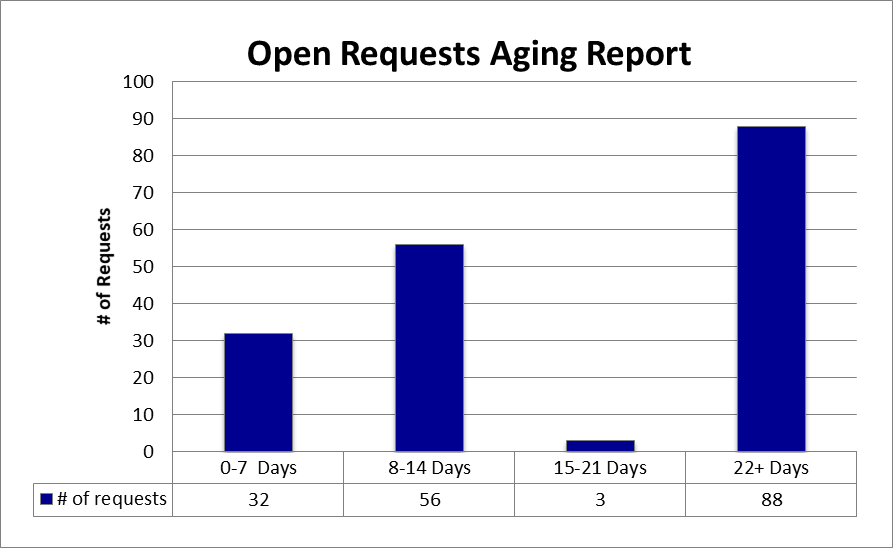 Open Requests Aging Report
100
90
80
70
60
50
40
30
20
10
0
# of Requests
0-7 Days 8-14 Days 15-21 Days 22+ Days
# of requests 32 56 3 88